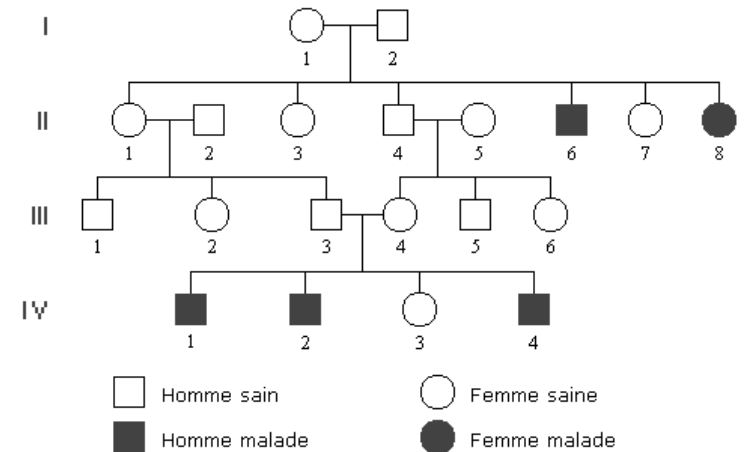 I
1 2
II
1 2 3 4 5 6 7 8
III
1 2 3 4 5 6
IV
1 2 3 4
Homme sain Femme saine
Homme malade Femme malade